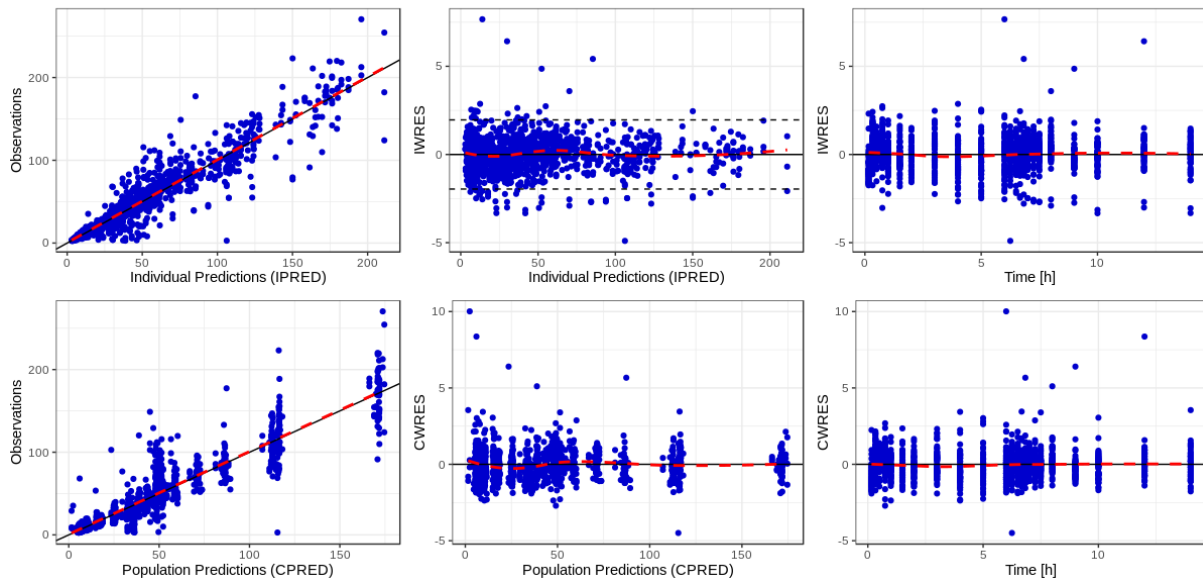 Observations
200
100
0
0 50 100 150 200
Individual Predictions (IPRED)
IWRES
5
0
-5
0 50 100 150 200
Individual Predictions (IPRED)
IWRES
5
0
-5
0 5 10
Time [h]
Observations
200
100
0
0 50 100 150
Population Predictions (CPRED)
CWRES
10
5
0
-5
0 50 100 150
Population Predictions (CPRED)
CWRES
10
5
0
-5
0 5 10
Time [h]